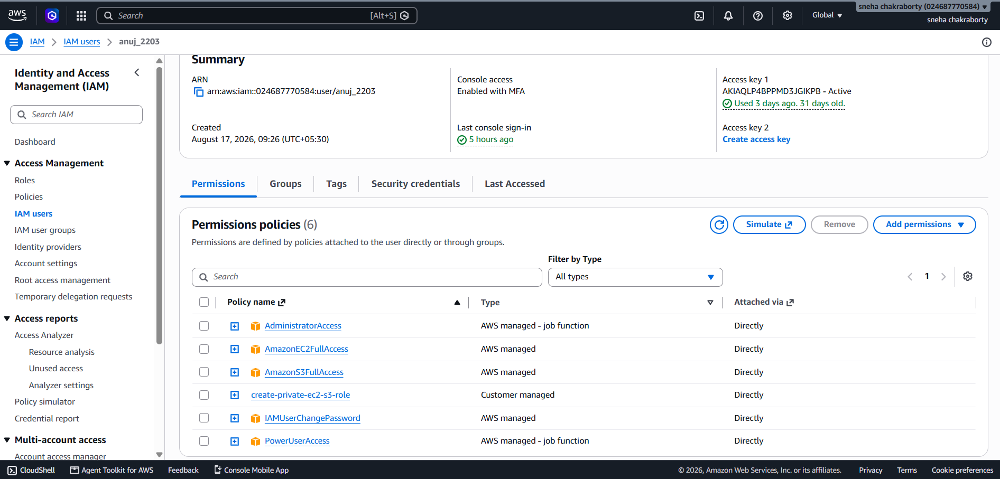 aws
Search
[Alt+S]
Global
sneha chakraborty (024687770584)
sneha chakraborty
IAM
IAM users
anuj_2203
Identity and Access
Management (IAM)
Search IAM
Dashboard
Access Management
Roles
Policies
IAM users
IAM user groups
Identity providers
Account settings
Root access management
Temporary delegation requests
Access reports
Access Analyzer
Resource analysis
Unused access
Analyzer settings
Policy simulator
Credential report
Multi-account access
Account access manager
Summary
ARN
arn:aws:iam::024687770584:user/anuj_2203
Console access
Enabled with MFA
Access key 1
AKIAQLP4BPPMD3JGIKPB - Active
Used 3 days ago. 31 days old.
Created
August 17, 2026, 09:26 (UTC+05:30)
Last console sign-in
5 hours ago
Access key 2
Create access key
Permissions
Groups
Tags
Security credentials
Last Accessed
Permissions policies (6)
Simulate
Remove
Add permissions
Permissions are defined by policies attached to the user directly or through groups.
Filter by Type
Search
All types
1
Policy name
Type
Attached via
AdministratorAccess AWS managed - job function Directly
AmazonEC2FullAccess AWS managed Directly
AmazonS3FullAccess AWS managed Directly
create-private-ec2-s3-role Customer managed Directly
IAMUserChangePassword AWS managed Directly
PowerUserAccess AWS managed - job function Directly
CloudShell
Agent Toolkit for AWS
Feedback
Console Mobile App
© 2026, Amazon Web Services, Inc. or its affiliates.
Privacy
Terms
Cookie preferences